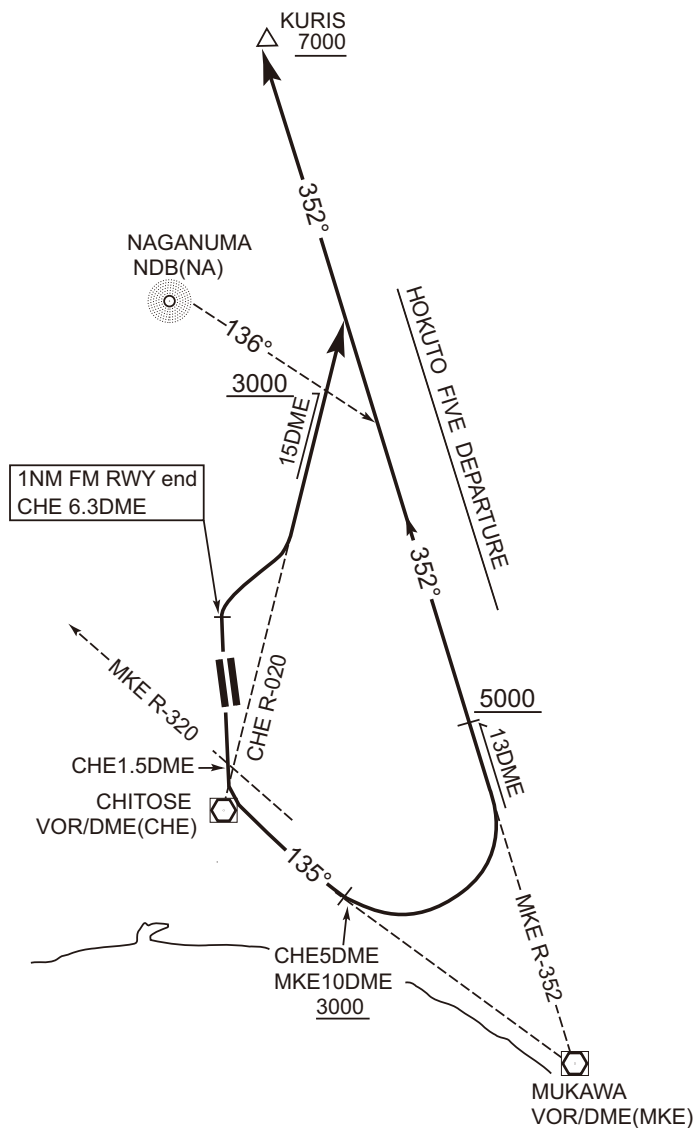 KURIS
7000
352°
NAGANUMA
NDB(NA)
136°
HOKUTO FIVE DEPARTURE
3000
15DME
1NM FM RWY end
CHE 6.3DME
352°
MKE R-320
CHE R-020
5000
13DME
CHE1.5DME
CHITOSE
VOR/DME(CHE)
135°
MKE R-352
CHE5DME
MKE10DME
3000
MUKAWA
VOR/DME(MKE)